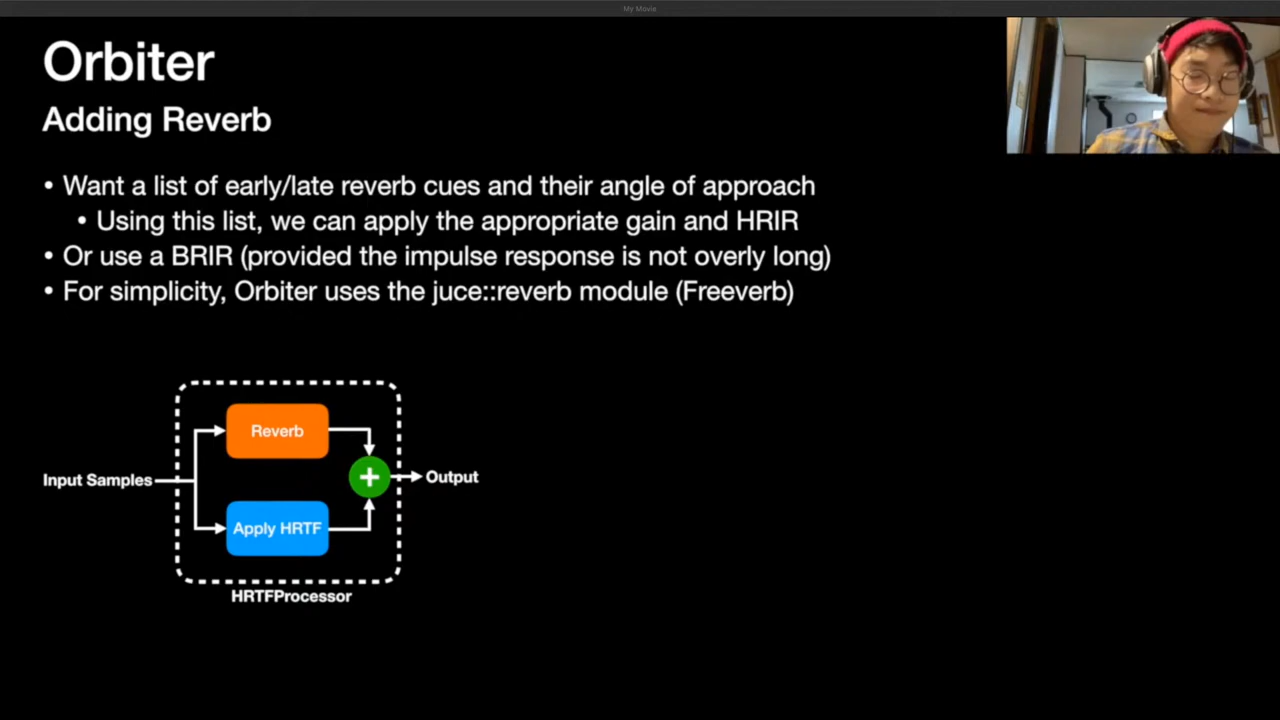 My Movie
Orbiter
Adding Reverb
• Want a list of early/late reverb cues and their angle of approach
• Using this list, we can apply the appropriate gain and HRIR
• Or use a BRIR (provided the impulse response is not overly long)
• For simplicity, Orbiter uses the juce::reverb module (Freeverb)
Reverb
Input Samples
+
Output
Apply HRTF
HRTFProcessor